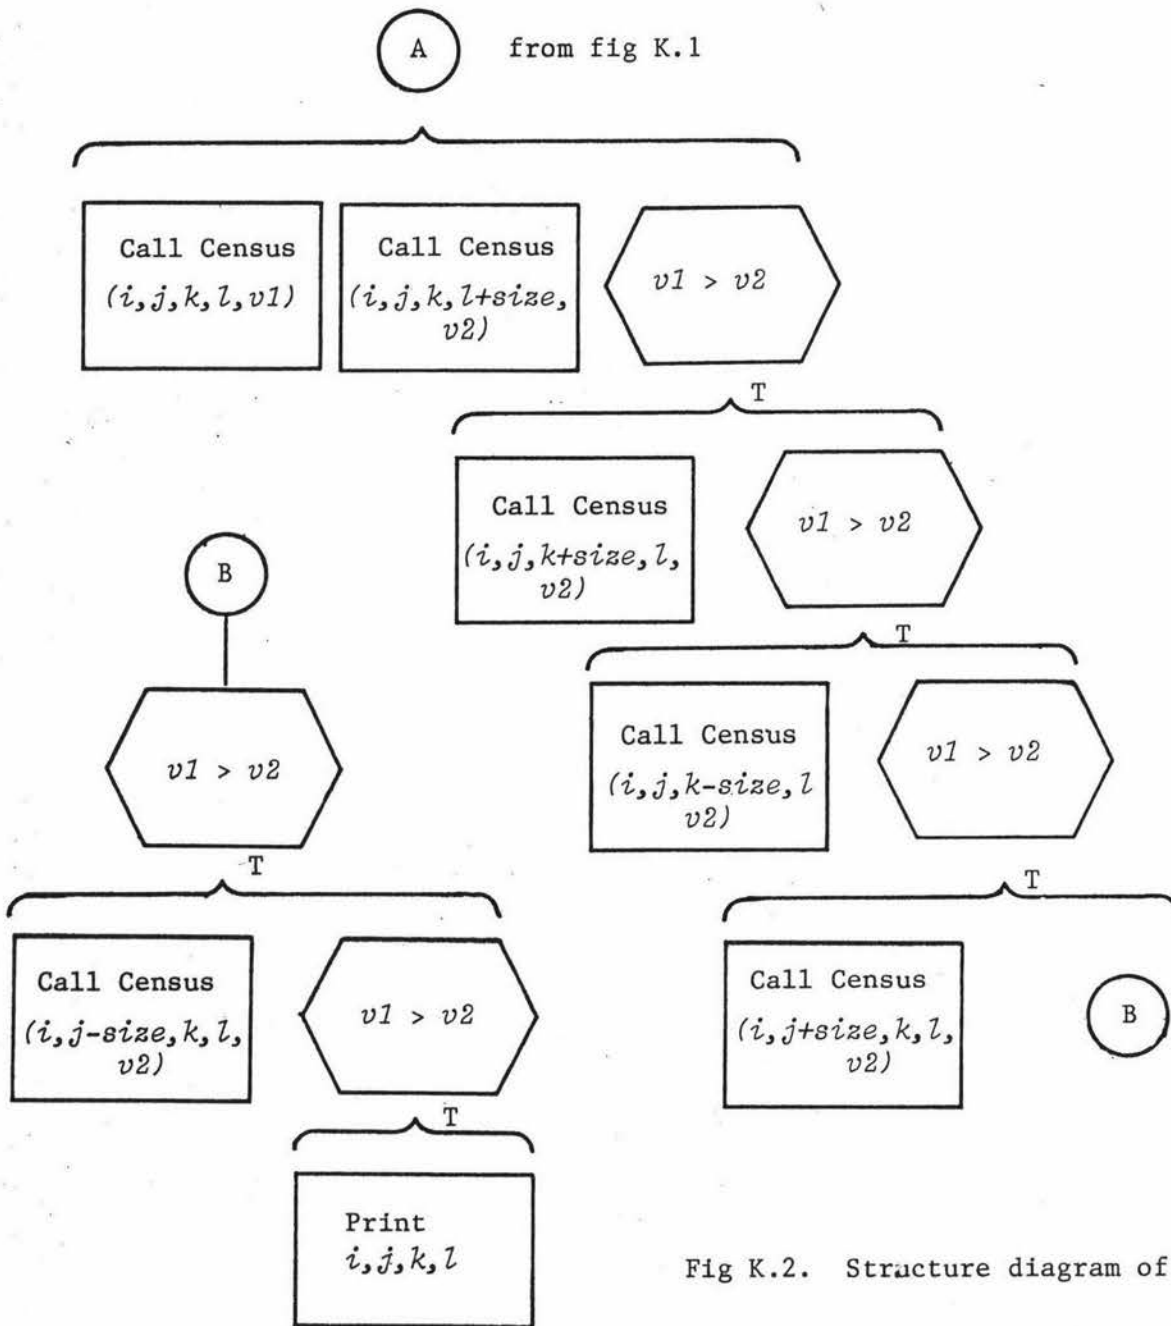 A from fig K.1
Call Census
(i,j,k,l,v1)
Call Census
(i,j,k,l+size,
v2)
v1 > v2
T
Call Census
(i,j,k+size,l,
v2)
v1 > v2
T
Call Census
(i,j,k-size,l
v2)
v1 > v2
T
Call Census
(i,j+size,k,l,
v2)
B
B
v1 > v2
T
Call Census
(i,j-size,k,l,
v2)
v1 > v2
T
Print
i,j,k,l
Fig K.2. Structure diagram of